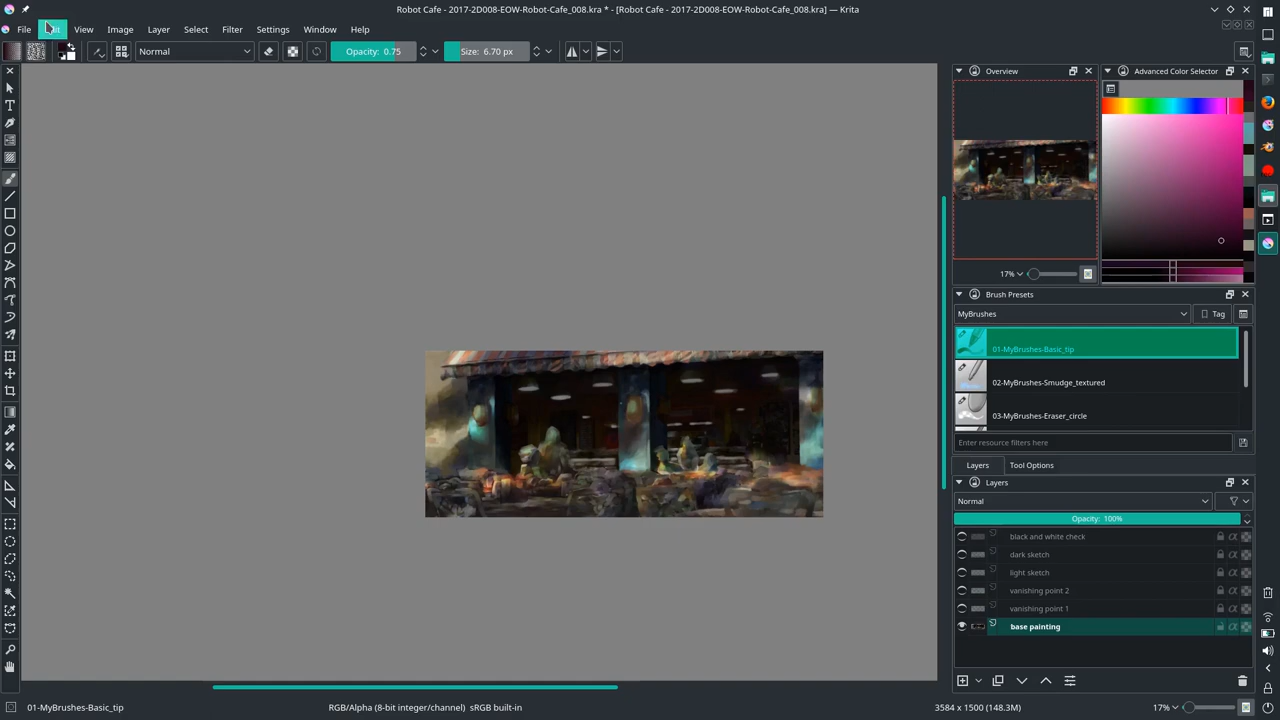 Robot Cafe - 2017-2D008-EOW-Robot-Cafe_008.kra * - [Robot Cafe - 2017-2D008-EOW-Robot-Cafe_008.kra] — Krita
File Edit View Image Layer Select Filter Settings Window Help
Normal Opacity: 0.75 Size: 6.70 px
Overview
Advanced Color Selector
17%
Brush Presets
MyBrushes Tag
01-MyBrushes-Basic_tip
02-MyBrushes-Smudge_textured
03-MyBrushes-Eraser_circle
Enter resource filters here
Layers Tool Options
Layers
Normal
Opacity: 100%
black and white check
dark sketch
light sketch
vanishing point 2
vanishing point 1
base painting
01-MyBrushes-Basic_tip RGB/Alpha (8-bit integer/channel) sRGB built-in 3584 x 1500 (148.3M) 17%